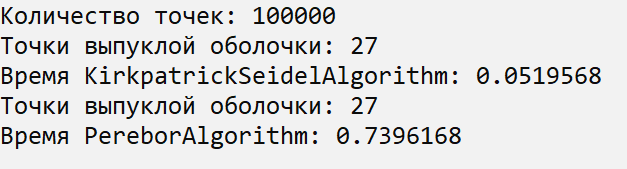 Количество точек: 100000
Точки выпуклой оболочки: 27
Время KirkpatrickSeidelAlgorithm: 0.0519568
Точки выпуклой оболочки: 27
Время PereborAlgorithm: 0.7396168